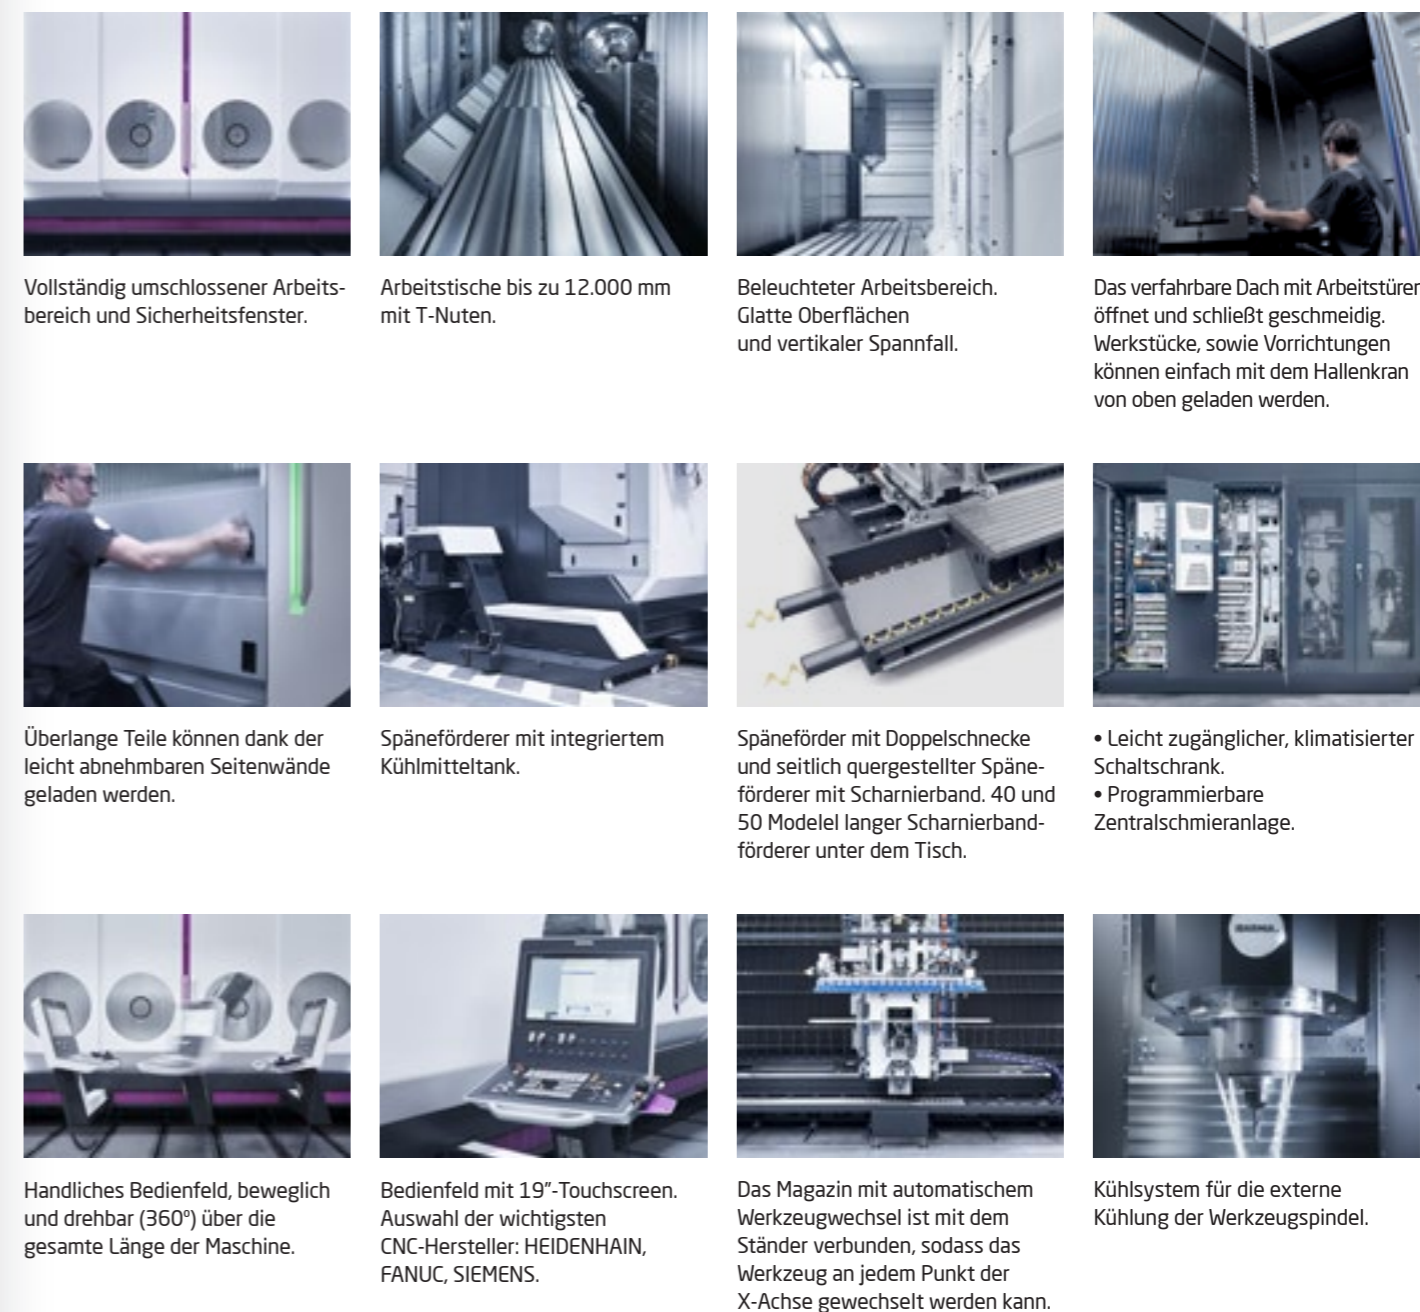 Vollständig umschlossener Arbeits-
bereich und Sicherheitsfenster.
Arbeitstische bis zu 12.000 mm
mit T-Nuten.
Beleuchteter Arbeitsbereich.
Glatte Oberflächen
und vertikaler Spannfall.
Das verfahrbare Dach mit Arbeitstüren
öffnet und schließt geschmeidig.
Werkstücke, sowie Vorrichtungen
können einfach mit dem Hallenkran
von oben geladen werden.
Überlange Teile können dank der
leicht abnehmbaren Seitenwände
geladen werden.
Späneförderer mit integriertem
Kühlmitteltank.
Späneförder mit Doppelschnecke
und seitlich quergestellter Späne-
förderer mit Scharnierband. 40 und
50 Modelel langer Scharnierband-
förderer unter dem Tisch.
• Leicht zugänglicher, klimatisierter
Schaltschrank.
• Programmierbare
Zentralschmieranlage.
Handliches Bedienfeld, beweglich
und drehbar (360º) über die
gesamte Länge der Maschine.
Bedienfeld mit 19”-Touchscreen.
Auswahl der wichtigsten
CNC-Hersteller: HEIDENHAIN,
FANUC, SIEMENS.
Das Magazin mit automatischem
Werkzeugwechsel ist mit dem
Ständer verbunden, sodass das
Werkzeug an jedem Punkt der
X-Achse gewechselt werden kann.
IBARMIA
Kühlsystem für die externe
Kühlung der Werkzeugspindel.